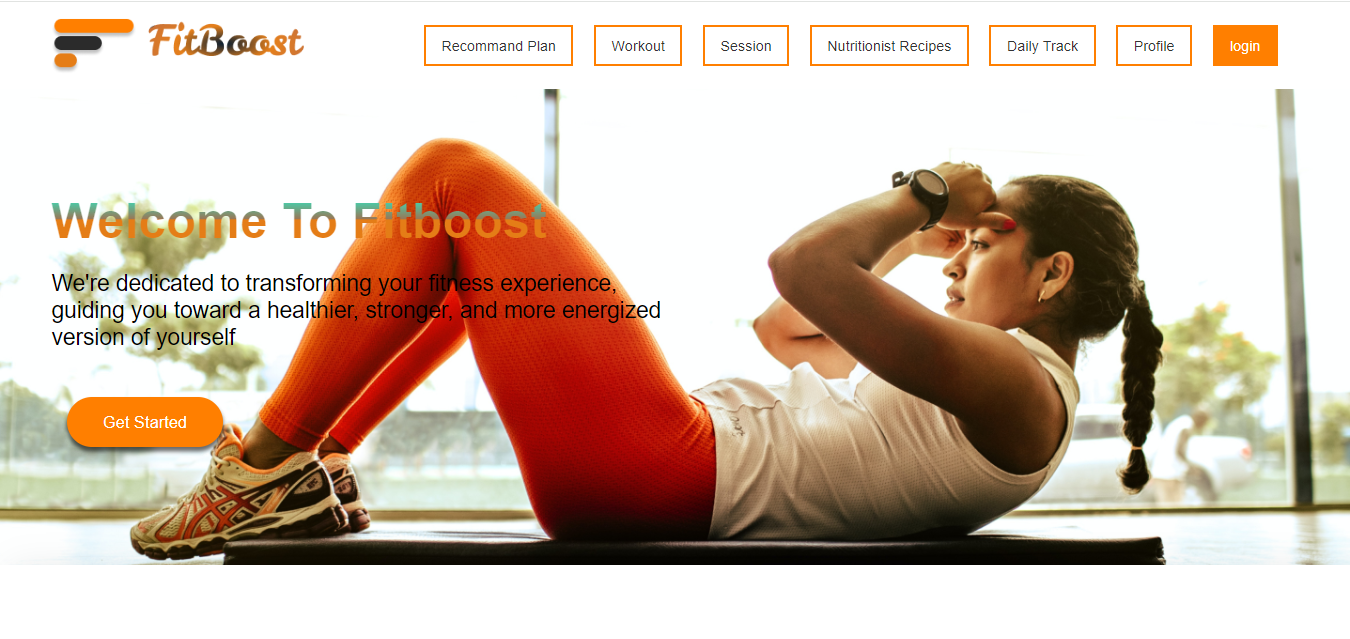 FitBoost
Recommand Plan
Workout
Session
Nutritionist Recipes
Daily Track
Profile
login
Welcome To Fitboost
We're dedicated to transforming your fitness experience,
guiding you toward a healthier, stronger, and more energized
version of yourself
Get Started